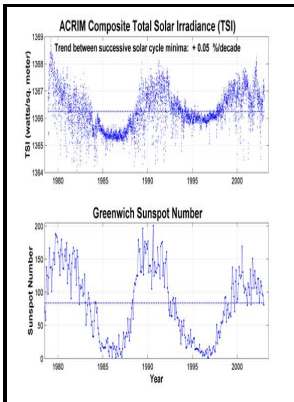 ACRIM Composite Total Solar Irradiance (TSI)
1369
Trend between successive solar cycle minima: + 0.05 %/decade
1368
1367
1366
1365
1364
TSI (watts/sq. meter)
1980 1985 1990 1995 2000
Greenwich Sunspot Number
200
150
100
50
0
Sunspot Number
1980 1985 1990 1995 2000
Year